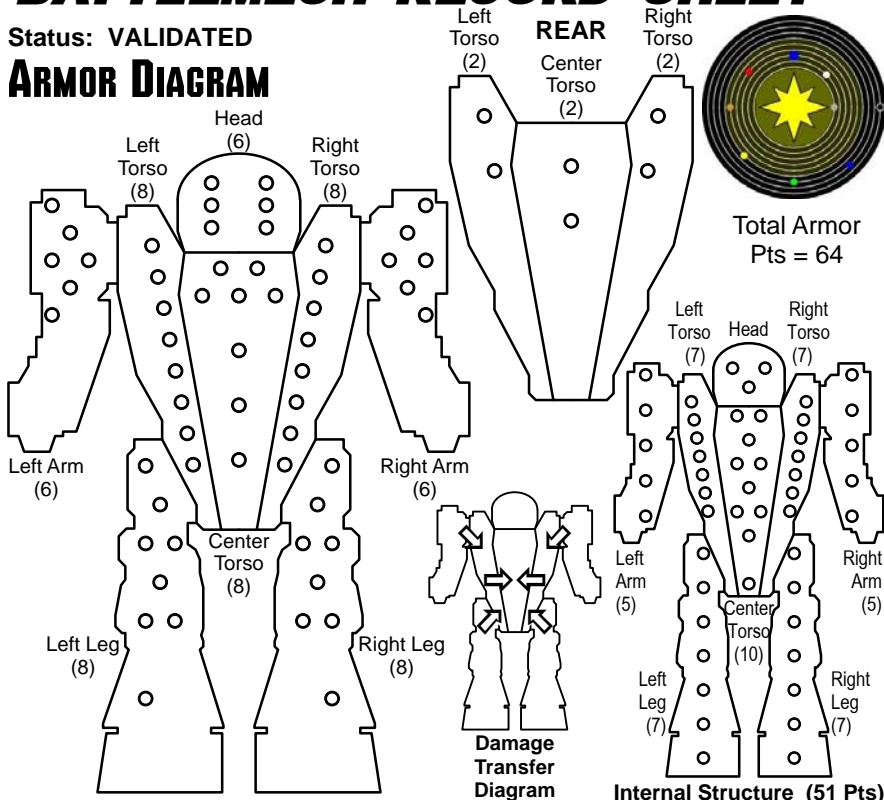 BATTLEMECH RECORD SHEET
Status: VALIDATED
ARMOR DIAGRAM
Head
(6)
Left
Torso
(8)
Right
Torso
(8)
Left Arm
(6)
Right Arm
(6)
Center
Torso
(8)
Left Leg
(8)
Right Leg
(8)
REAR
Left
Torso
(2)
Center
Torso
(2)
Right
Torso
(2)
Total Armor
Pts = 64
Damage
Transfer
Diagram
Left
Torso
(7)
Head
Right
Torso
(7)
Left
Arm
(5)
Right
Arm
(5)
Center
Torso
(10)
Left
Leg
(7)
Right
Leg
(7)
Internal Structure (51 Pts)